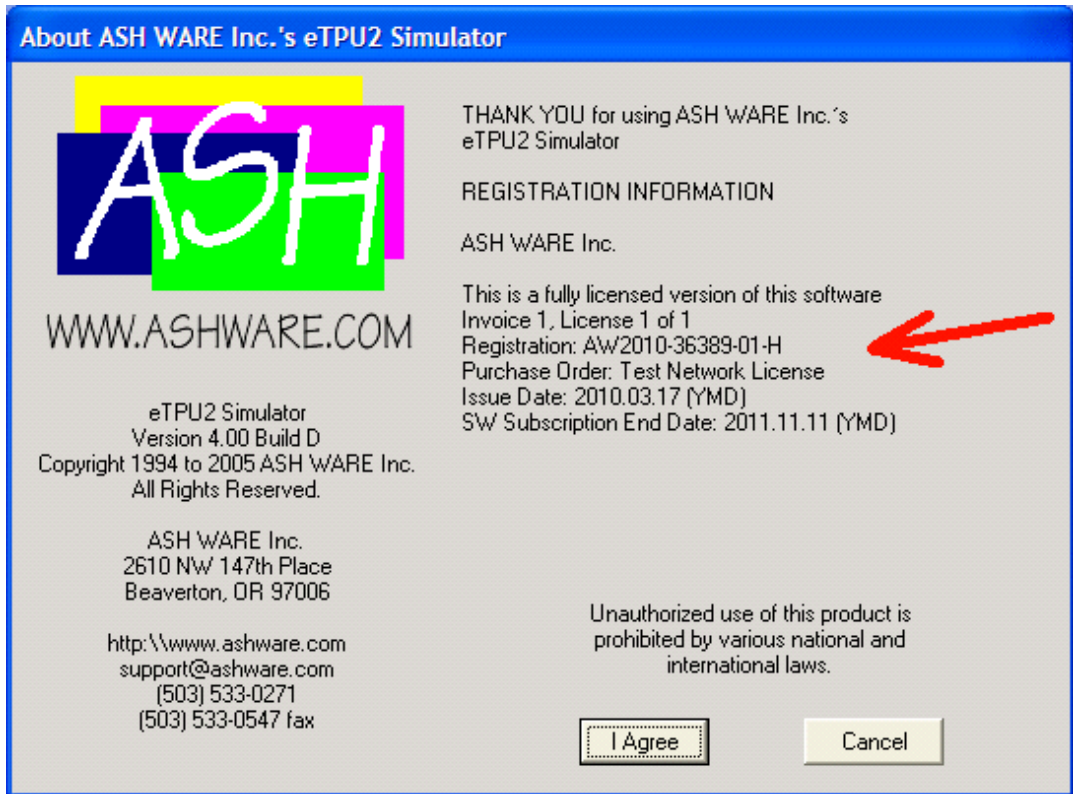 About ASH WARE Inc.'s eTPU2 Simulator
ASH
WWW.ASHWARE.COM
eTPU2 Simulator
Version 4.00 Build D
Copyright 1994 to 2005 ASH WARE Inc.
All Rights Reserved.
ASH WARE Inc.
2610 NW 147th Place
Beaverton, OR 97006
http:\\www.ashware.com
support@ashware.com
(503) 533-0271
(503) 533-0547 fax
THANK YOU for using ASH WARE Inc.'s
eTPU2 Simulator
REGISTRATION INFORMATION
ASH WARE Inc.
This is a fully licensed version of this software
Invoice 1, License 1 of 1
Registration: AW2010-36389-01-H
Purchase Order: Test Network License
Issue Date: 2010.03.17 (YMD)
SW Subscription End Date: 2011.11.11 (YMD)
Unauthorized use of this product is
prohibited by various national and
international laws.
I Agree
Cancel